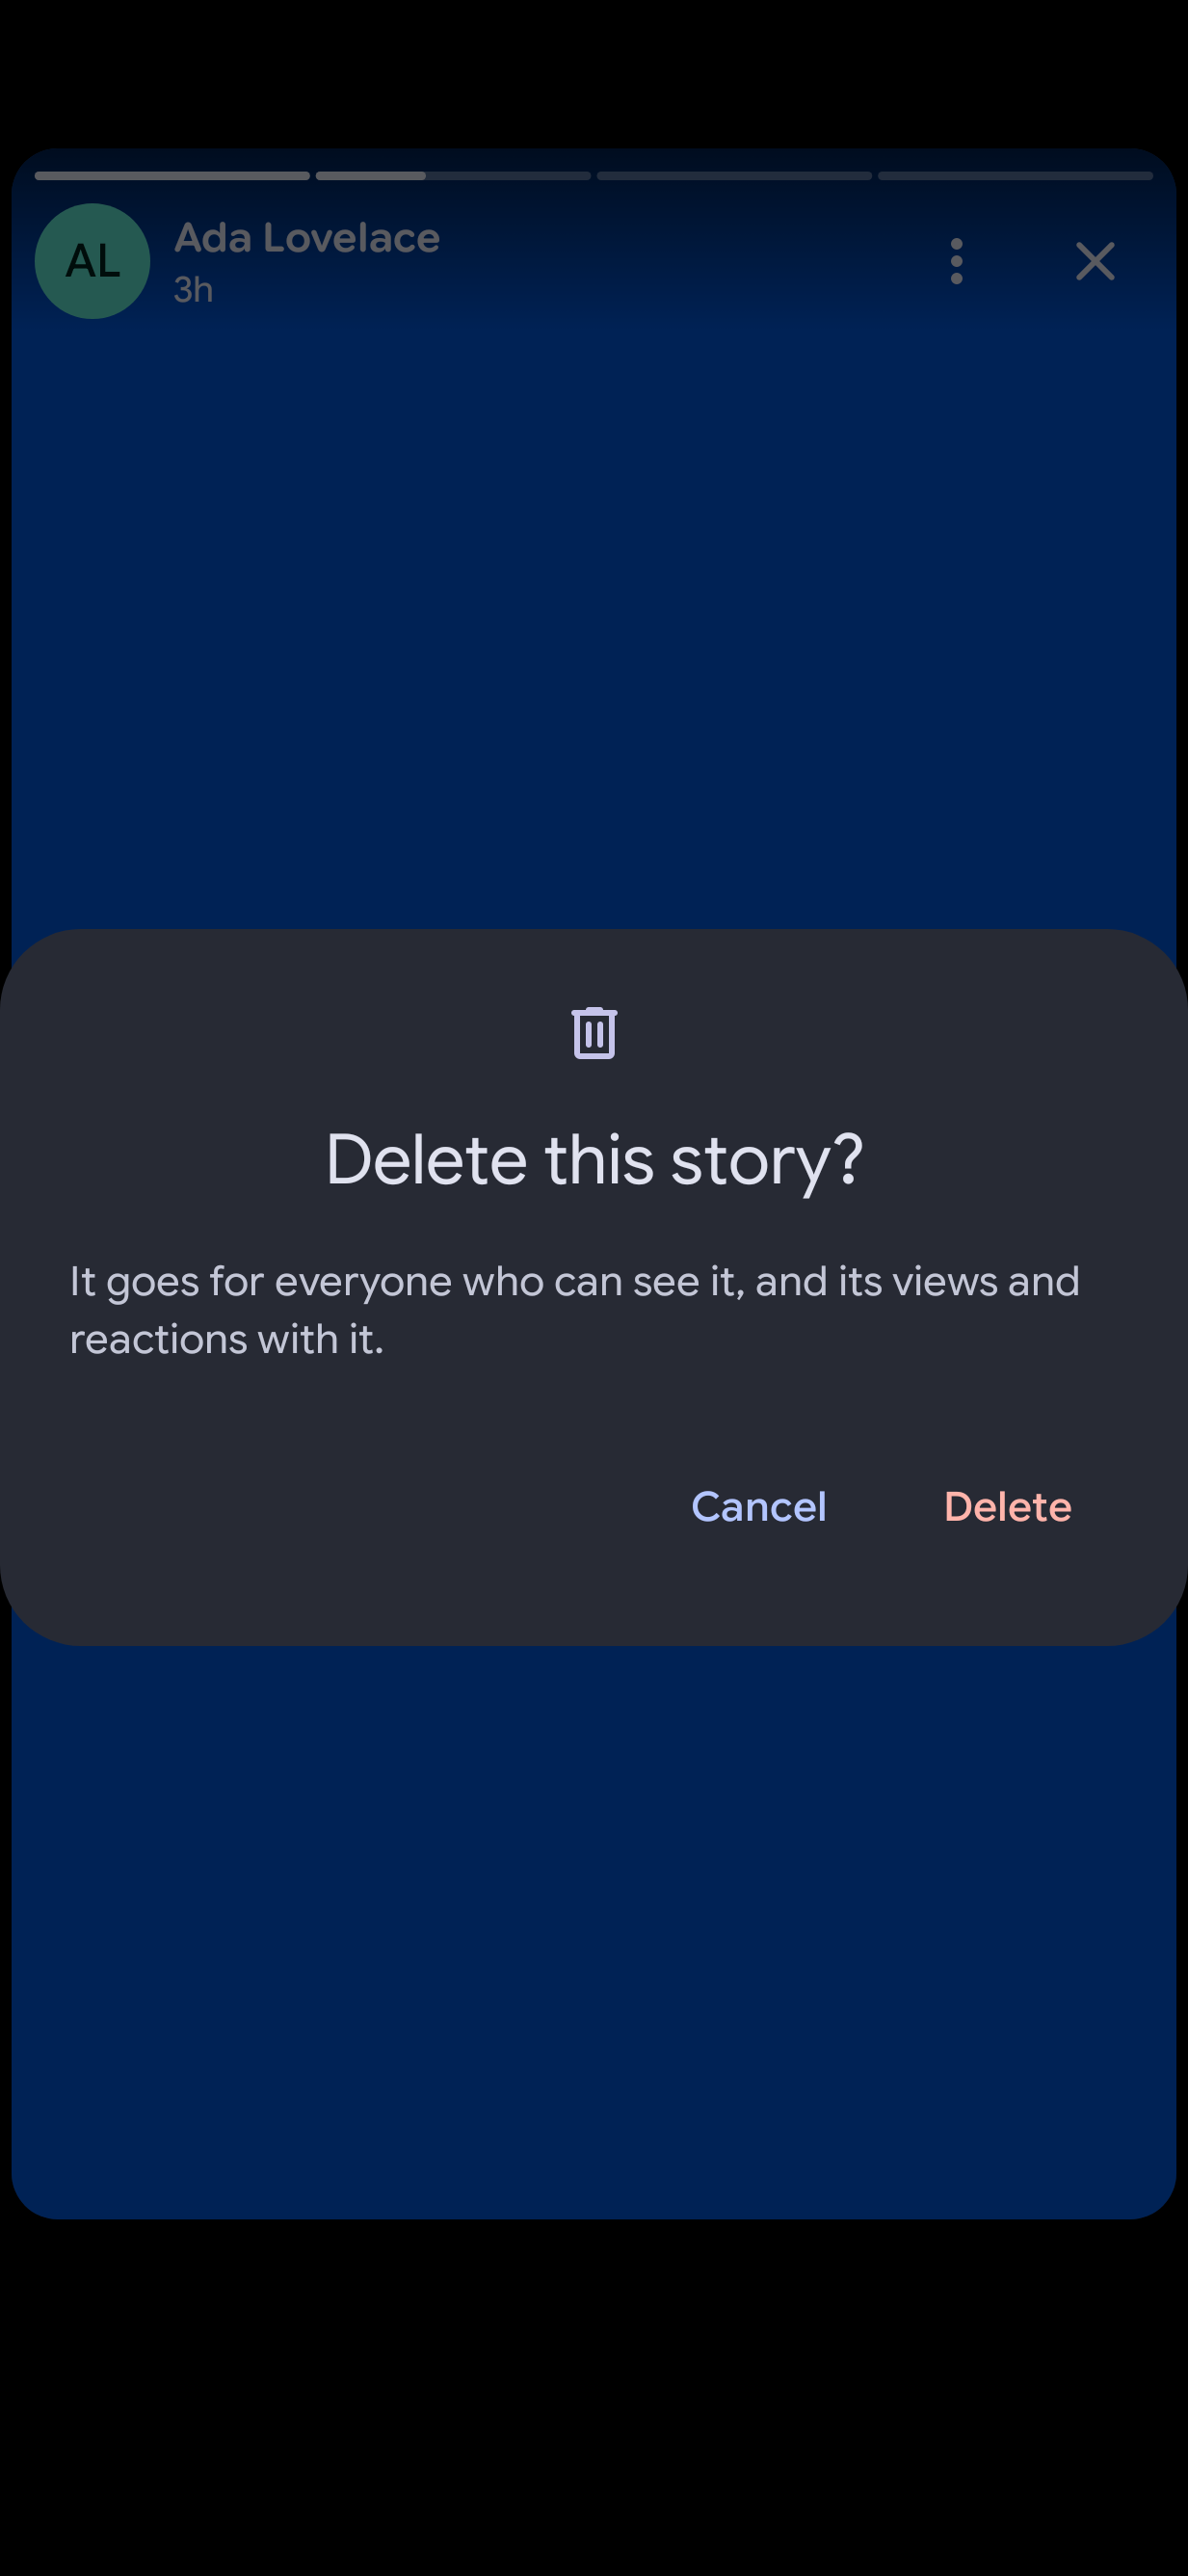 AL
Ada Lovelace
3h
Delete this story?
It goes for everyone who can see it, and its views and
reactions with it.
Cancel
Delete